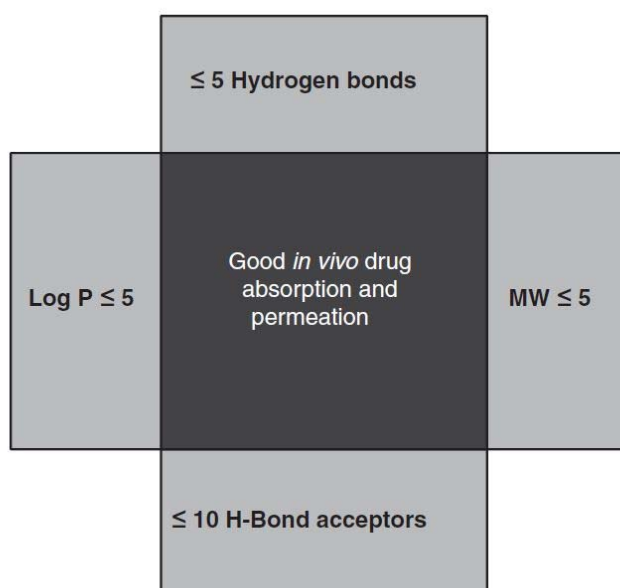 ≤ 5 Hydrogen bonds
Log P ≤ 5
Good in vivo drug
absorption and
permeation
MW ≤ 5
≤ 10 H-Bond acceptors